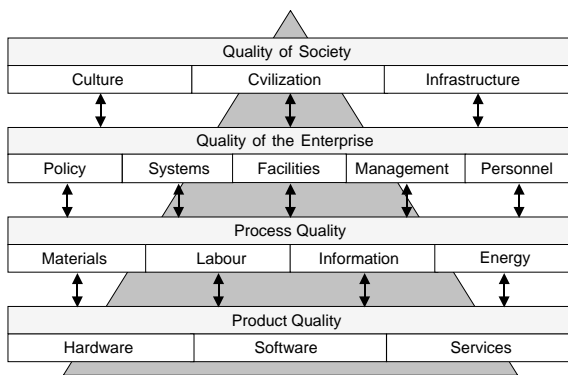 Quality of Society
Culture Cvilization Infrastructure
Quality of the Enterprise
Policy Systems Facilities Management Personnel
Process Quality
Materials Labour Information Energy
Product Quality
Hardware Software Services